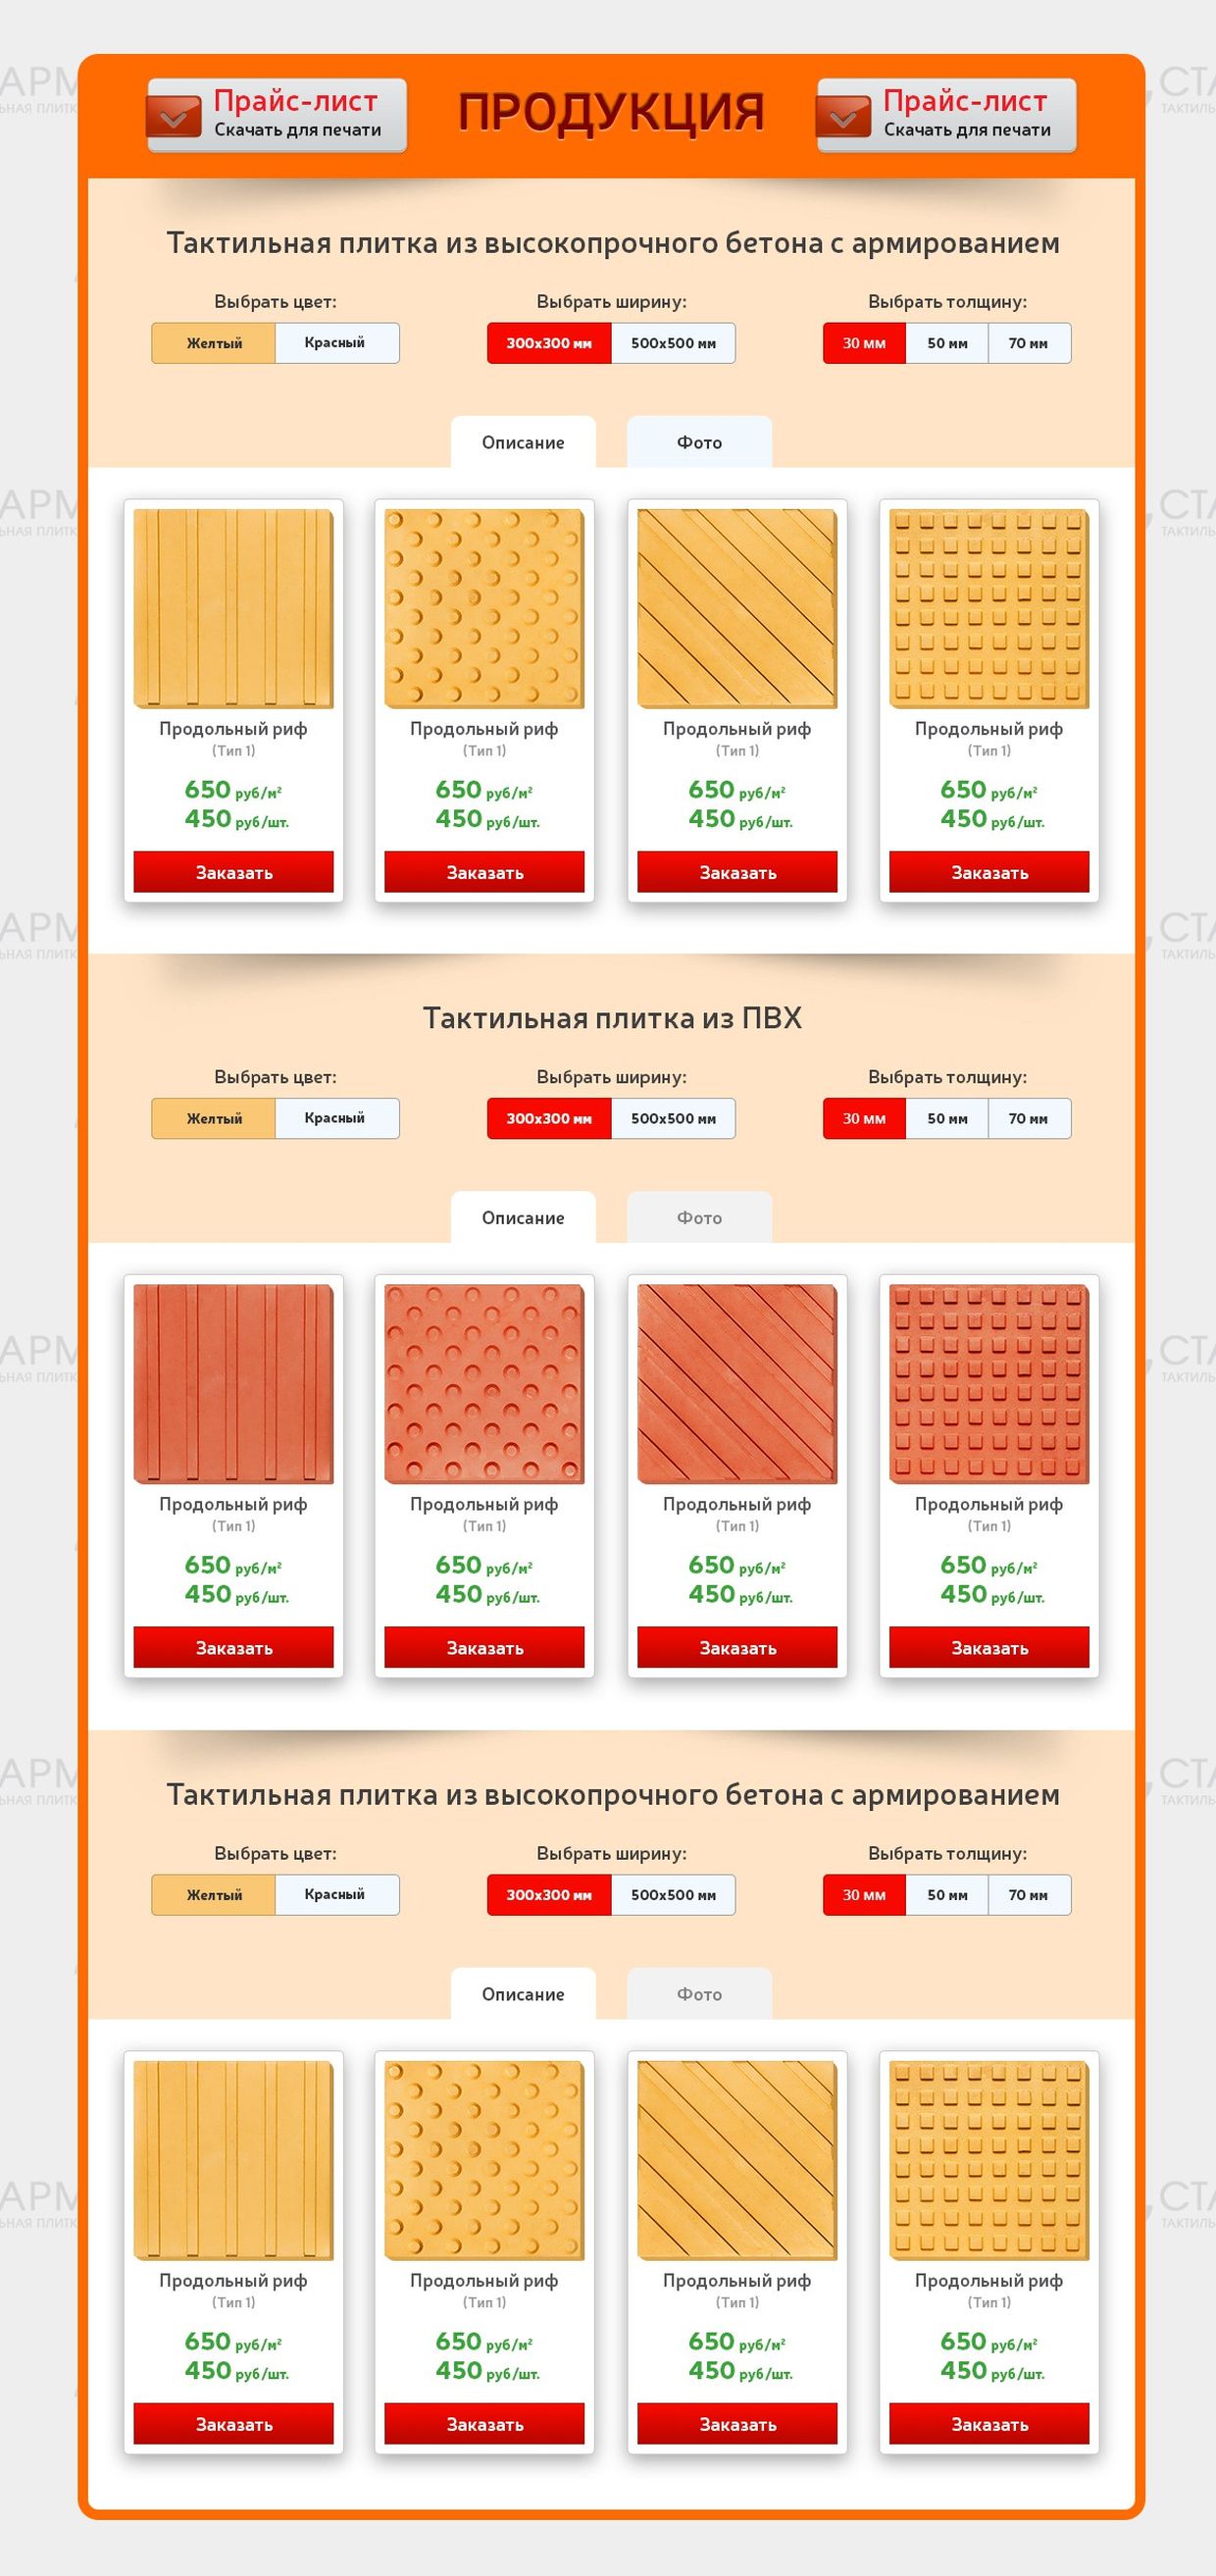 Прайс-лист
Скачать для печати
ПРОДУКЦИЯ
Прайс-лист
Скачать для печати
Тактильная плитка из высокопрочного бетона с армированием
Выбрать цвет: Выбрать ширину: Выбрать толщину:
Желтый Красный 300x300 мм 500x500 мм 30 мм 50 мм 70 мм
Описание Фото
Продольный риф Продольный риф Продольный риф Продольный риф
(Тип 1) (Тип 1) (Тип 1) (Тип 1)
650 руб/м² 650 руб/м² 650 руб/м² 650 руб/м²
450 руб/шт. 450 руб/шт. 450 руб/шт. 450 руб/шт.
Заказать Заказать Заказать Заказать
Тактильная плитка из ПВХ
Выбрать цвет: Выбрать ширину: Выбрать толщину:
Желтый Красный 300x300 мм 500x500 мм 30 мм 50 мм 70 мм
Описание Фото
Продольный риф Продольный риф Продольный риф Продольный риф
(Тип 1) (Тип 1) (Тип 1) (Тип 1)
650 руб/м² 650 руб/м² 650 руб/м² 650 руб/м²
450 руб/шт. 450 руб/шт. 450 руб/шт. 450 руб/шт.
Заказать Заказать Заказать Заказать
Тактильная плитка из высокопрочного бетона с армированием
Выбрать цвет: Выбрать ширину: Выбрать толщину:
Желтый Красный 300x300 мм 500x500 мм 30 мм 50 мм 70 мм
Описание Фото
Продольный риф Продольный риф Продольный риф Продольный риф
(Тип 1) (Тип 1) (Тип 1) (Тип 1)
650 руб/м² 650 руб/м² 650 руб/м² 650 руб/м²
450 руб/шт. 450 руб/шт. 450 руб/шт. 450 руб/шт.
Заказать Заказать Заказать Заказать